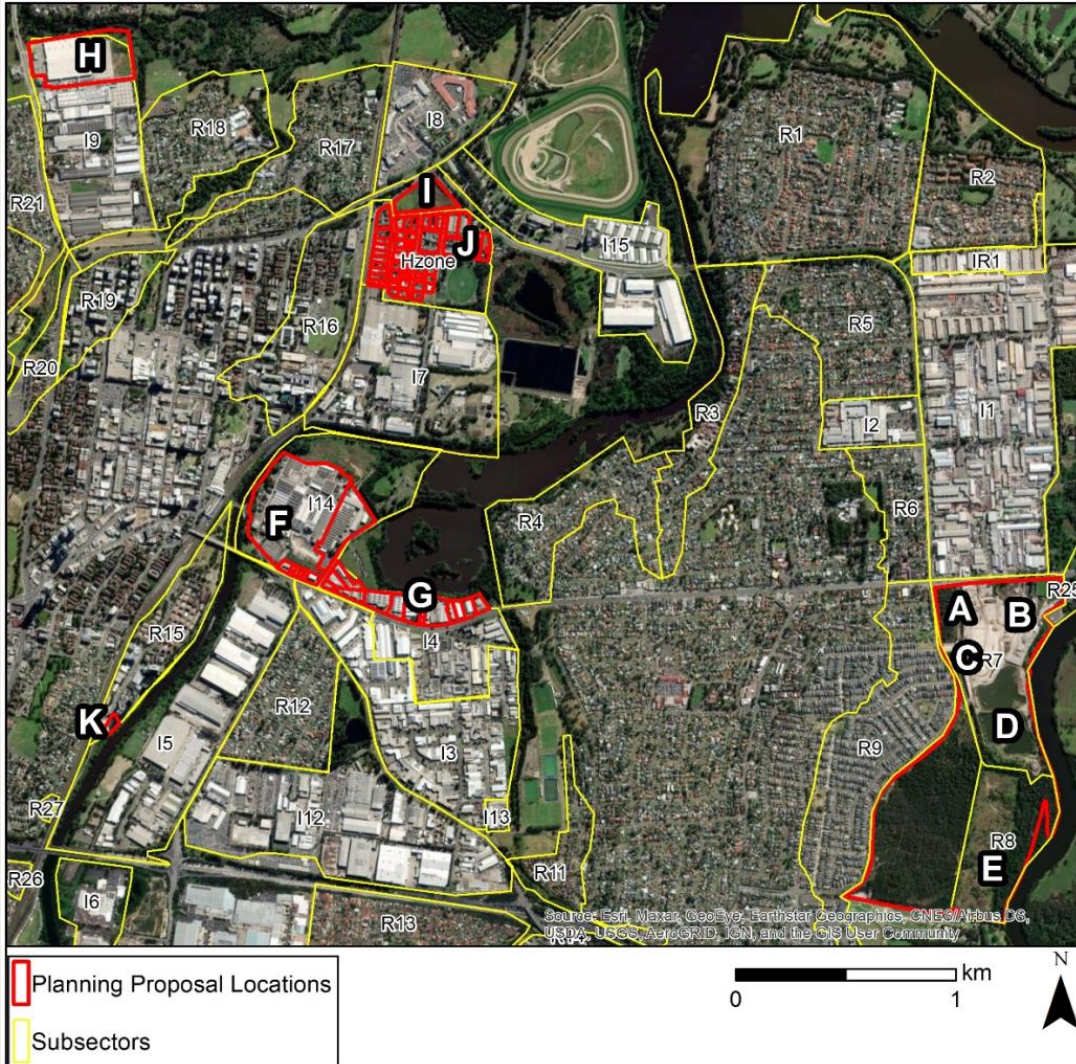 H
I9
R18
R17
I8
R1
R2
R21
I
J
Hzone
I15
IR1
R19
R16
R5
R20
I7
I2
I1
R3
I14
F
R4
R6
G
I4
A
B
R23
C
R7
R15
D
K
R12
I5
I3
R9
R27
I12
I13
R8
E
R26
I6
R11
R13
Source: Esri, Maxar, GeoEye, Earthstar Geographics, CNES/Airbus DS,
USDA, USGS, AeroGRID, IGN, and the GIS User Community
Planning Proposal Locations
Subsectors
km
0 1
N